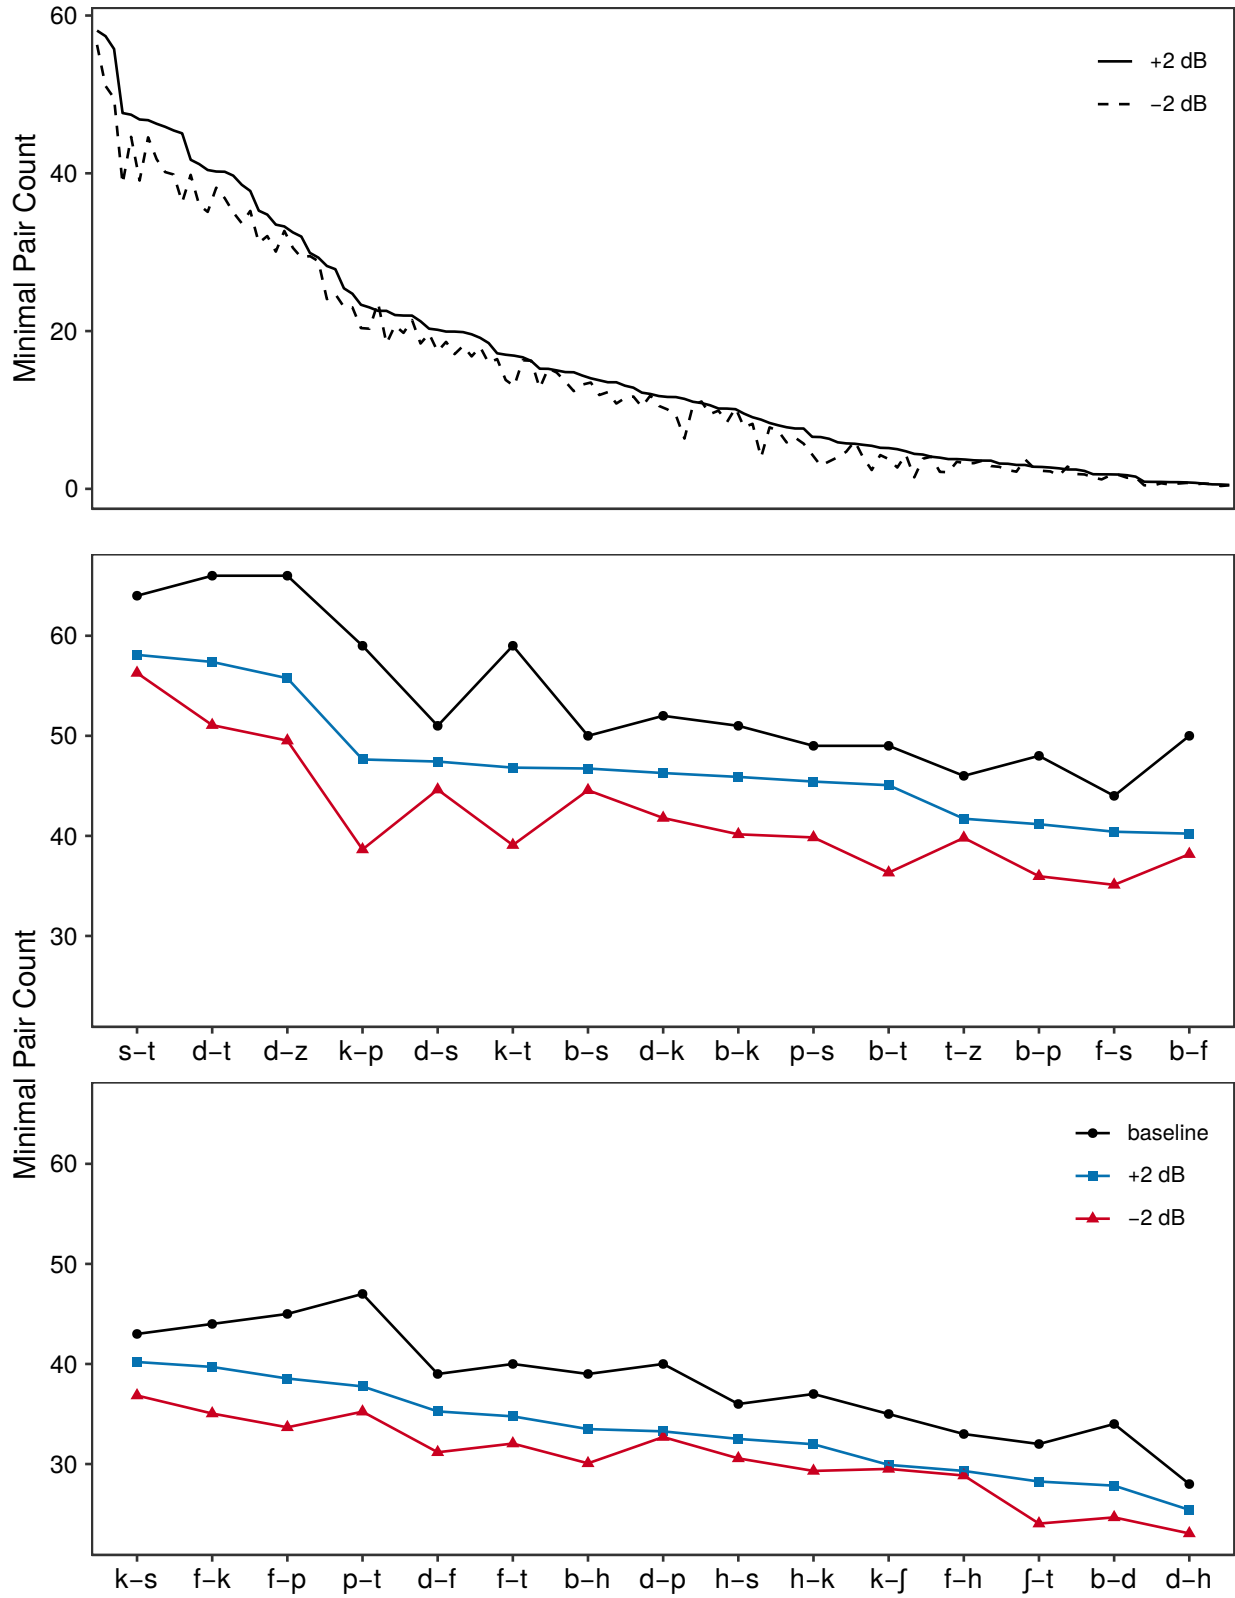 60
40
20
0
Minimal Pair Count
+2 dB
−2 dB
60
50
40
30
s−t d−t d−z k−p d−s k−t b−s d−k b−k p−s b−t t−z b−p f−s b−f
Minimal Pair Count
60
50
40
30
baseline
+2 dB
−2 dB
k−s f−k f−p p−t d−f f−t b−h d−p h−s h−k k−ʃ f−h ʃ−t b−d d−h